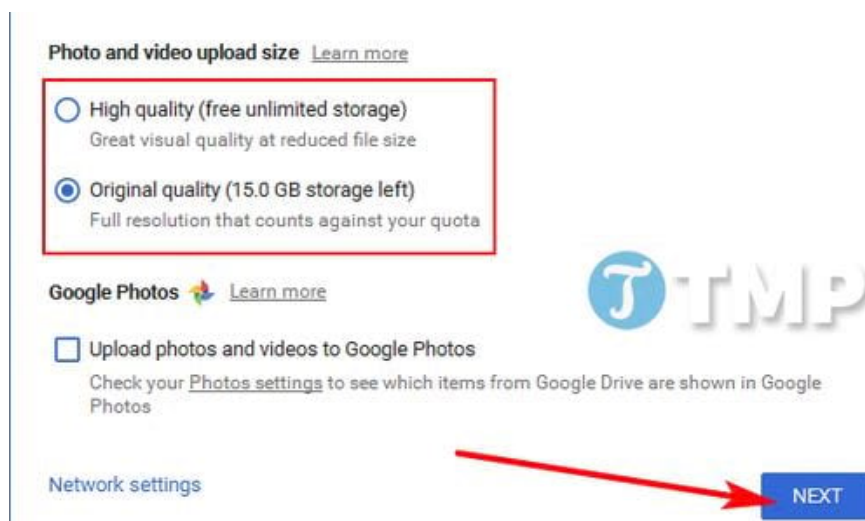 Photo and video upload size Learn more
High quality (free unlimited storage)
Great visual quality at reduced file size
Original quality (15.0 GB storage left)
Full resolution that counts against your quota
Google Photos Learn more
TMP
Upload photos and videos to Google Photos
Check your Photos settings to see which items from Google Drive are shown in Google
Photos
Network settings
NEXT